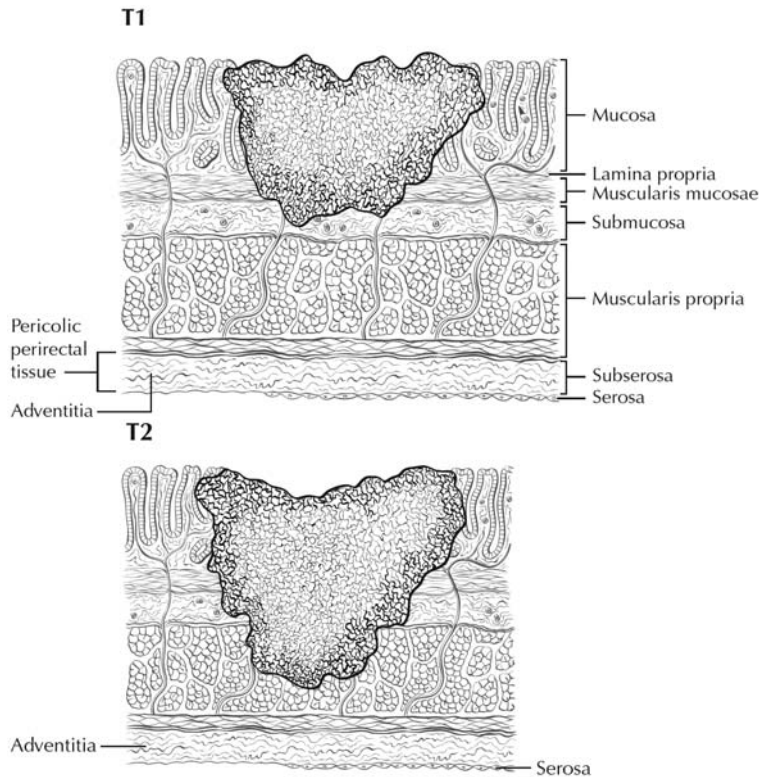 T1
Mucosa
Lamina propria
Muscularis mucosae
Submucosa
Muscularis propria
Pericolic
perirectal
tissue
Adventitia
Subserosa
Serosa
T2
Adventitia
Serosa